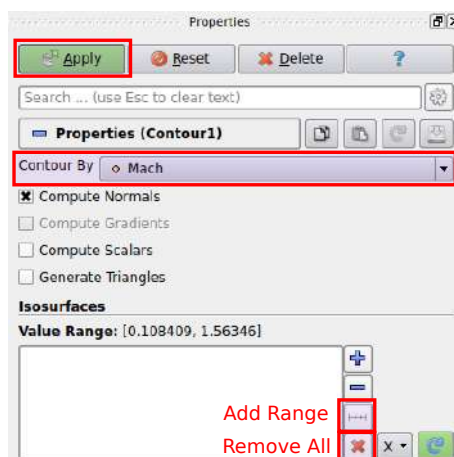 Properties
Apply Reset Delete ?
Search ... (use Esc to clear text)
Properties (Contour1)
Contour By Mach
Compute Normals
Compute Gradients
Compute Scalars
Generate Triangles
Isosurfaces
Value Range: [0.108409, 1.56346]
Add Range
Remove All X